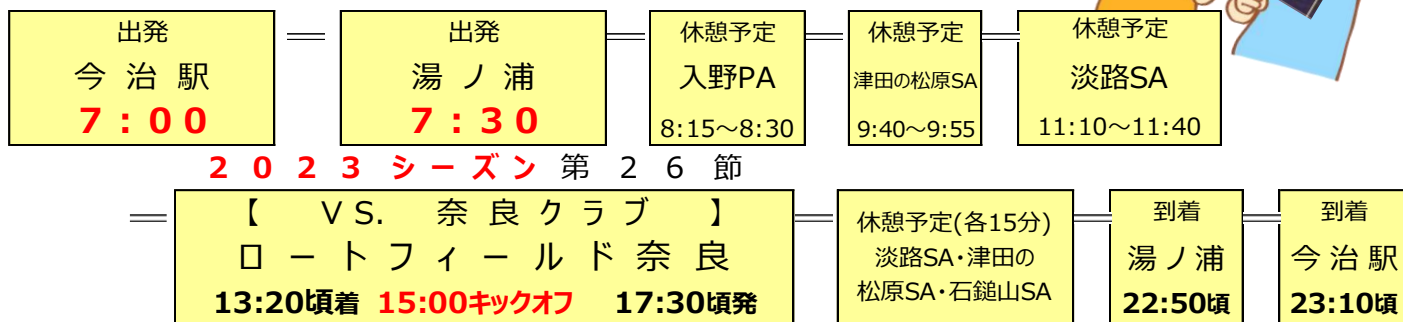 出発
今治駅
7:00
出発
湯ノ浦
7:30
休憩予定
入野PA
8:15～8:30
休憩予定
津田の松原SA
9:40～9:55
休憩予定
淡路SA
11:10～11:40
2023シーズン第26節
【 VS. 奈良クラブ 】
ロートフィールド奈良
13:20頃着 15:00キックオフ 17:30頃発
休憩予定(各15分)
淡路SA・津田の
松原SA・石鎚山SA
到着
湯ノ浦
22:50頃
到着
今治駅
23:10頃